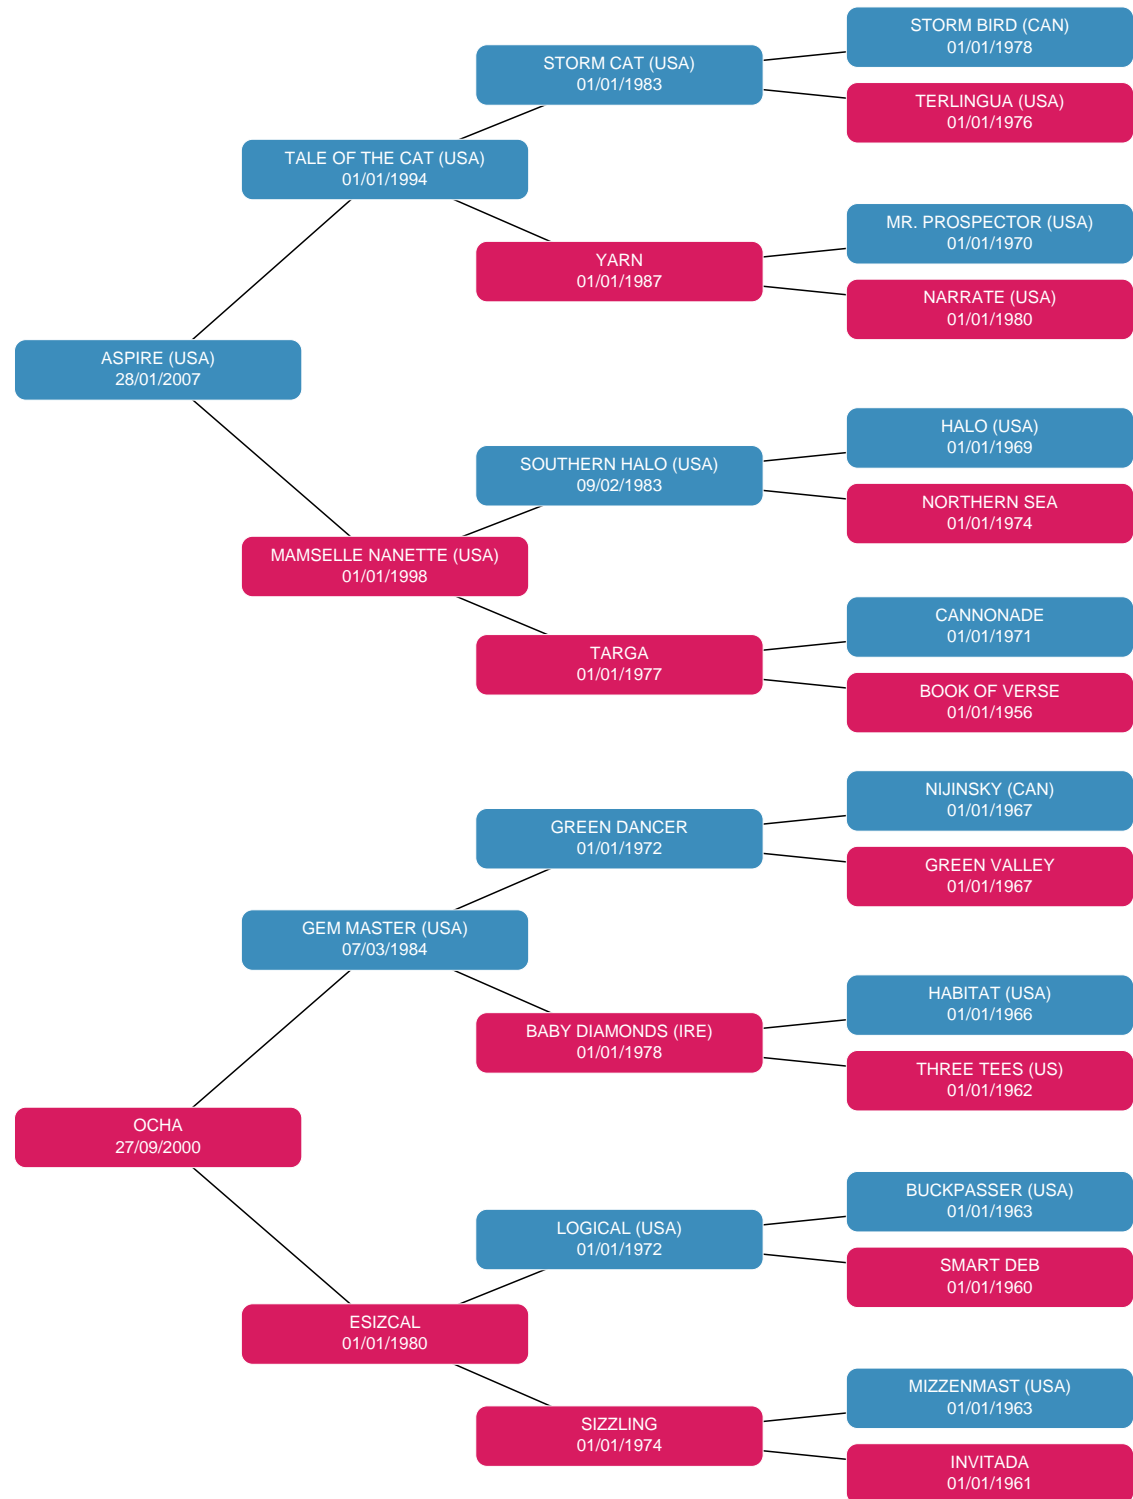 STORM BIRD (CAN)
01/01/1978
STORM CAT (USA)
01/01/1983
TERLINGUA (USA)
01/01/1976
TALE OF THE CAT (USA)
01/01/1994
MR. PROSPECTOR (USA)
01/01/1970
YARN
01/01/1987
NARRATE (USA)
01/01/1980
ASPIRE (USA)
28/01/2007
HALO (USA)
01/01/1969
SOUTHERN HALO (USA)
09/02/1983
NORTHERN SEA
01/01/1974
MAMSELLE NANETTE (USA)
01/01/1998
CANNONADE
01/01/1971
TARGA
01/01/1977
BOOK OF VERSE
01/01/1956
NIJINSKY (CAN)
01/01/1967
GREEN DANCER
01/01/1972
GREEN VALLEY
01/01/1967
GEM MASTER (USA)
07/03/1984
HABITAT (USA)
01/01/1966
BABY DIAMONDS (IRE)
01/01/1978
THREE TEES (US)
01/01/1962
OCHA
27/09/2000
BUCKPASSER (USA)
01/01/1963
LOGICAL (USA)
01/01/1972
SMART DEB
01/01/1960
ESIZCAL
01/01/1980
MIZZENMAST (USA)
01/01/1963
SIZZLING
01/01/1974
INVITADA
01/01/1961